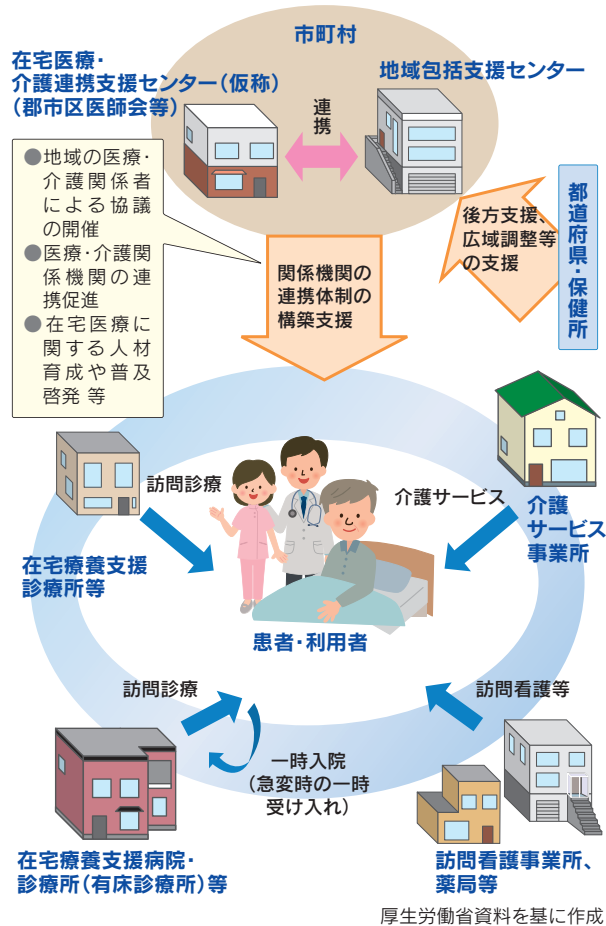 市町村
在宅医療・
介護連携支援センター(仮称)
(郡市区医師会等)
地域包括支援センター
連携
●地域の医療・
介護関係者
による協議
の開催
●医療・介護関
係機関の連
携促進
●在宅医療に
関する人材
育成や普及
啓発 等
関係機関の
連携体制の
構築支援
後方支援、
広域調整等
の支援
都道府県・保健所
訪問診療
在宅療養支援
診療所等
介護サービス
介護
サービス
事業所
患者・利用者
訪問診療
一時入院
(急変時の一時
受け入れ)
在宅療養支援病院・
診療所(有床診療所)等
訪問看護等
訪問看護事業所、
薬局等
厚生労働省資料を基に作成